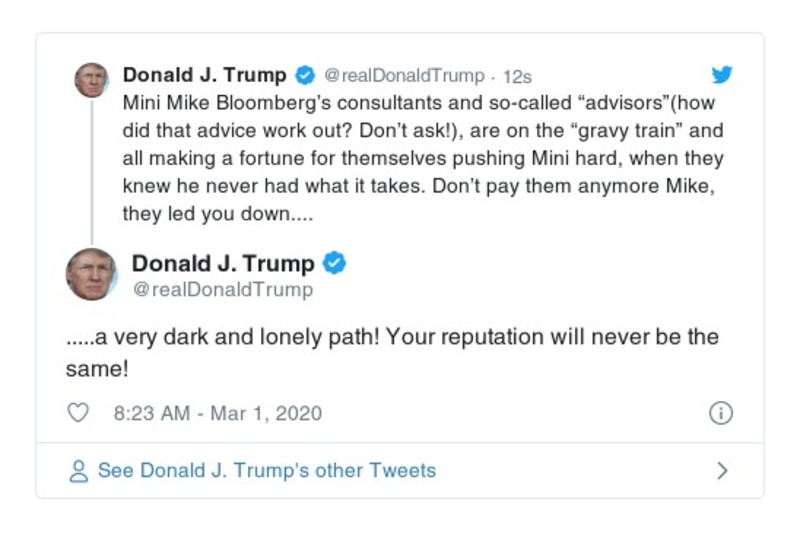 Donald J. Trump @realDonaldTrump · 12s
Mini Mike Bloomberg’s consultants and so-called “advisors”(how
did that advice work out? Don’t ask!), are on the “gravy train” and
all making a fortune for themselves pushing Mini hard, when they
knew he never had what it takes. Don’t pay them anymore Mike,
they led you down....
Donald J. Trump
@realDonaldTrump
.....a very dark and lonely path! Your reputation will never be the
same!
8:23 AM - Mar 1, 2020
See Donald J. Trump's other Tweets